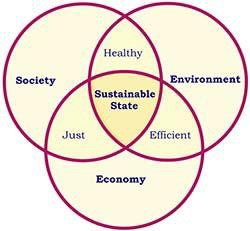 Healthy
Society
Environment
Sustainable
State
Just
Efficient
Economy